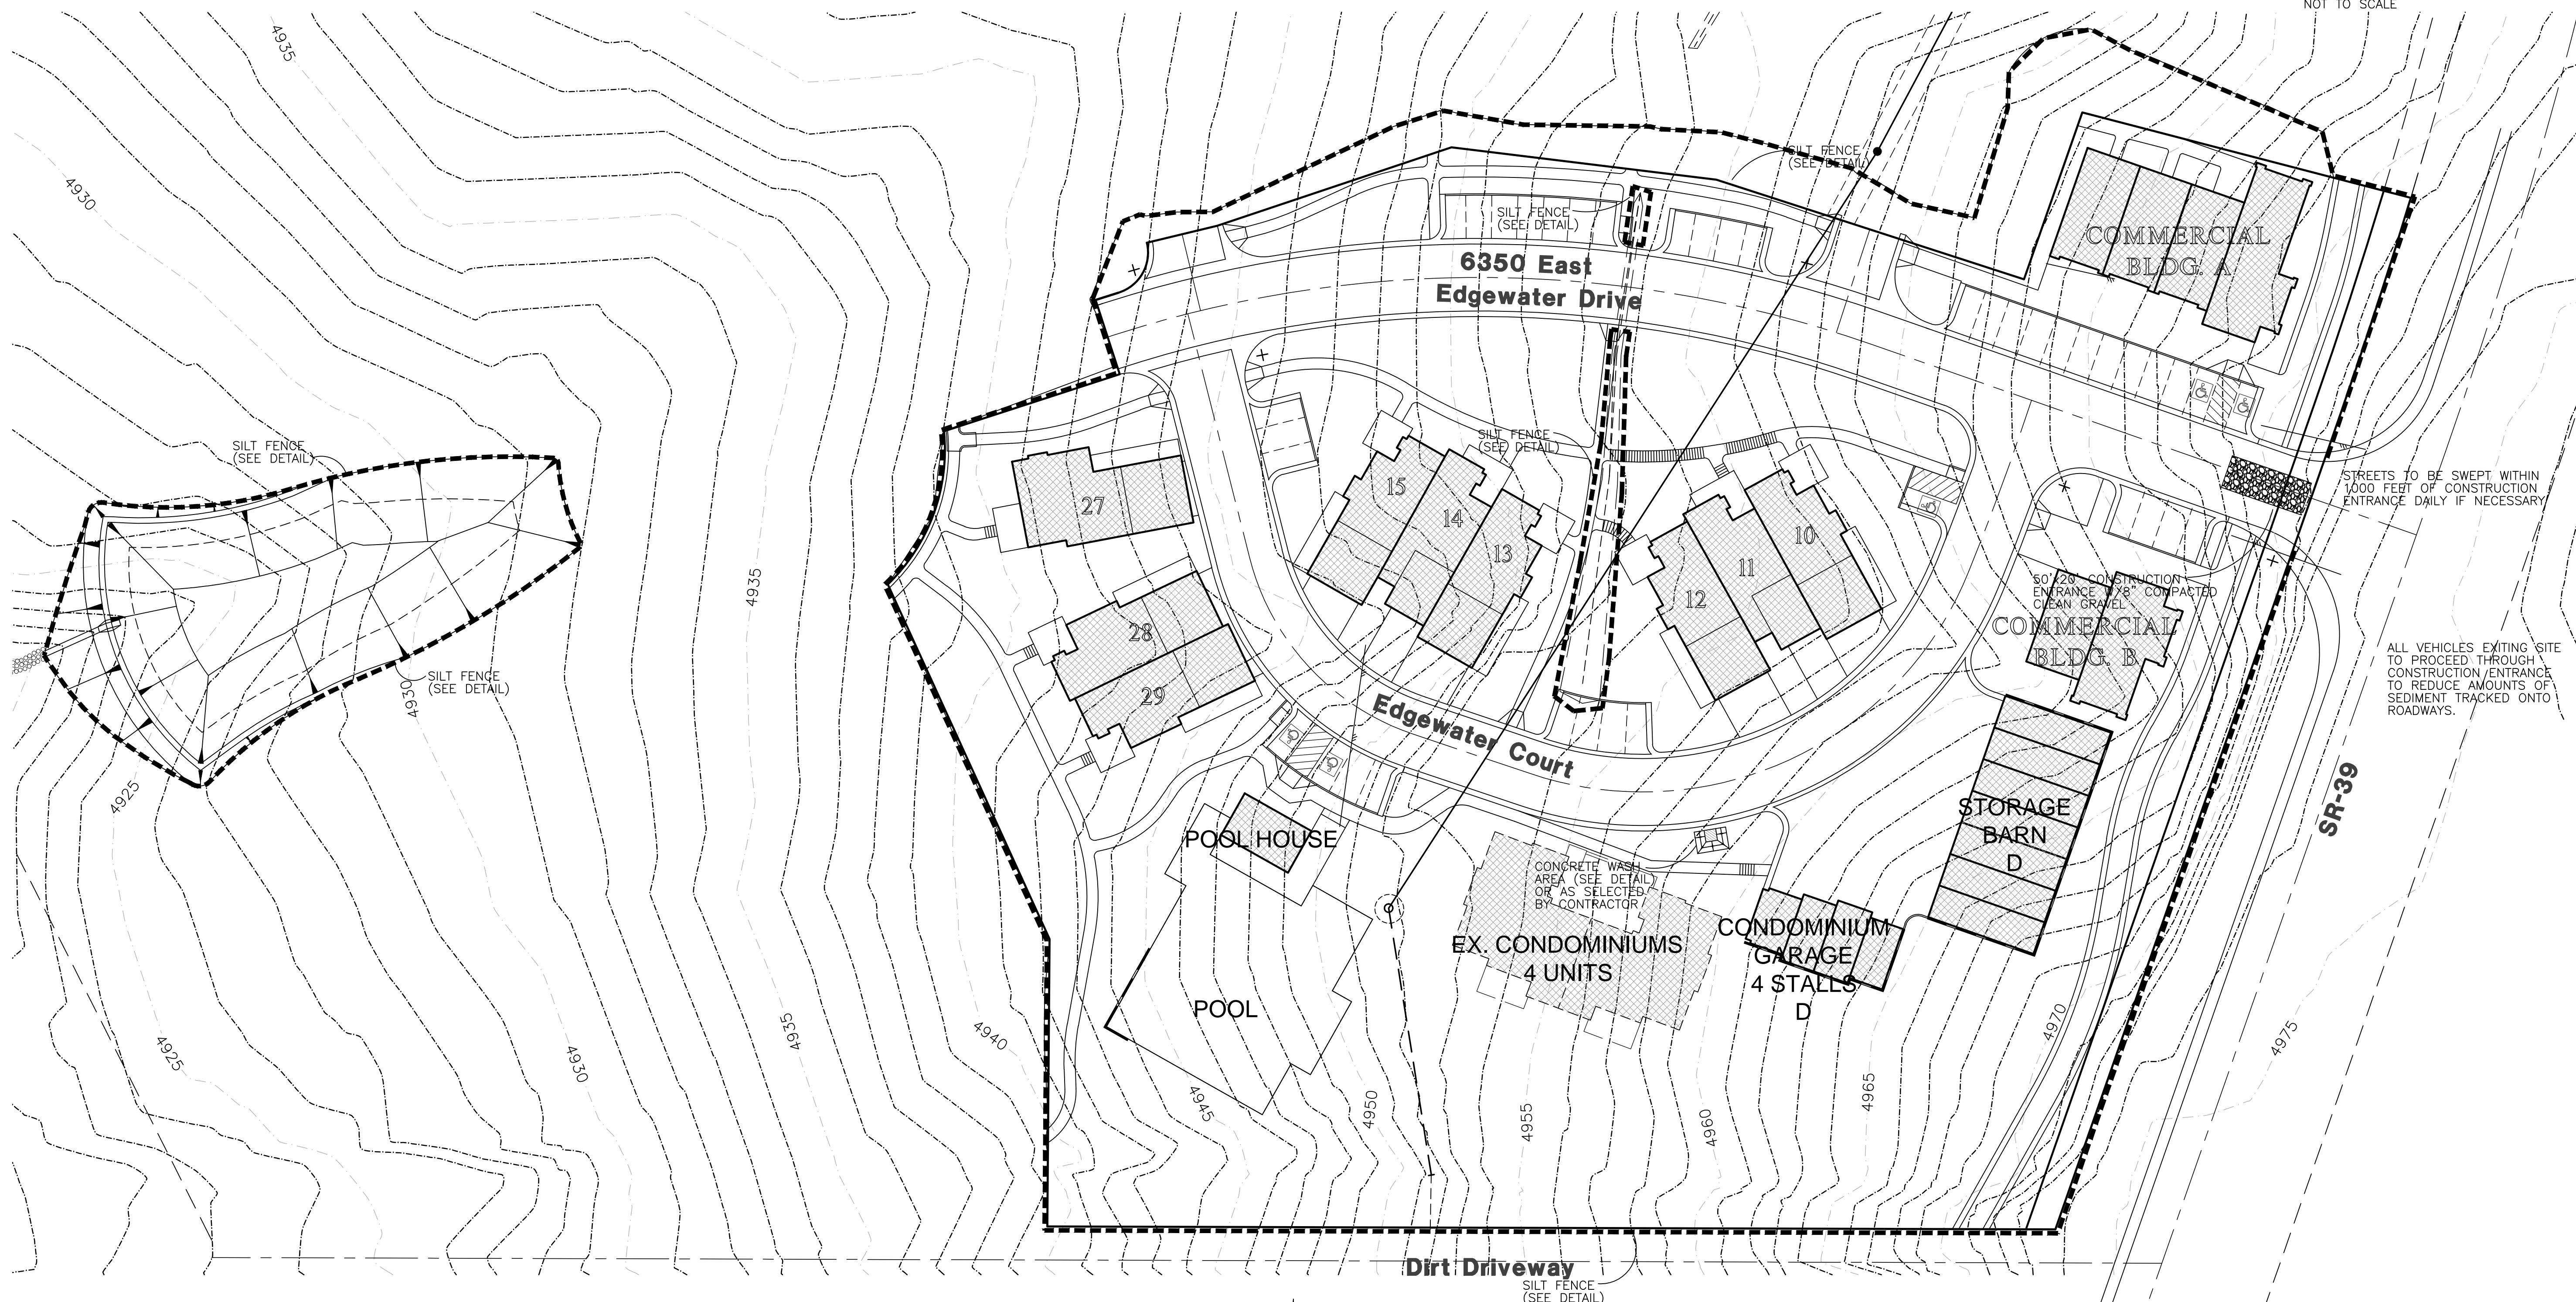 NOT TO SCALE
4935
4930
SILT FENCE
(SEE DETAIL)
SILT FENCE
(SEE DETAIL)
COMMERCIAL
BLDG. A
6350 East
Edgewater Drive
SILT FENCE
(SEE DETAIL)
SILT FENCE
(SEE DETAIL)
STREETS TO BE SWEPT WITHIN
1000 FEET OF CONSTRUCTION
ENTRANCE DAILY IF NECESSARY
27
15
14
13
10
11
12
4935
50'x20' CONSTRUCTION
ENTRANCE W/8" COMPACTED
CLEAN GRAVEL
COMMERCIAL
BLDG. B
28
29
ALL VEHICLES EXITING SITE
TO PROCEED THROUGH
CONSTRUCTION ENTRANCE
TO REDUCE AMOUNTS OF
SEDIMENT TRACKED ONTO
ROADWAYS.
SILT FENCE
(SEE DETAIL)
4930
Edgewater Court
4925
SR-39
STORAGE
BARN
D
POOL HOUSE
CONCRETE WASH
AREA (SEE DETAIL)
OR AS SELECTED
BY CONTRACTOR
EX. CONDOMINIUMS
4 UNITS
CONDOMINIUM
GARAGE
4 STALLS
D
POOL
4925
4930
4935
4940
4945
4950
4955
4960
4965
4970
4975
Dirt Driveway
SILT FENCE
(SEE DETAIL)